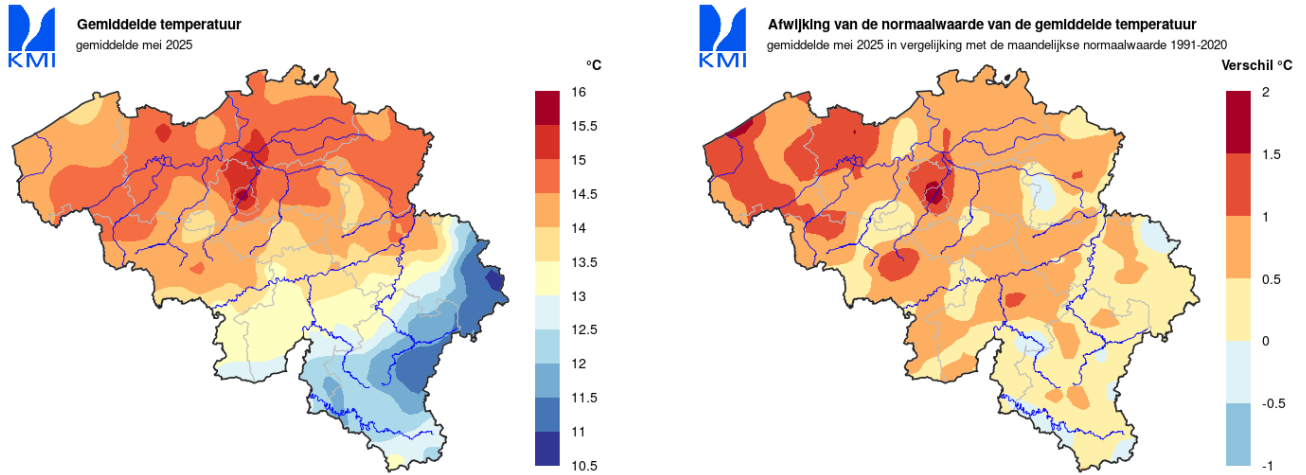 KMI
Gemiddelde temperatuur
gemiddelde mei 2025
°C
16
15.5
15
14.5
14
13.5
13
12.5
12
11.5
11
10.5
KMI
Afwijking van de normaalwaarde van de gemiddelde temperatuur
gemiddelde mei 2025 in vergelijking met de maandelijkse normaalwaarde 1991-2020
Verschil °C
2
1.5
1
0.5
0
-0.5
-1